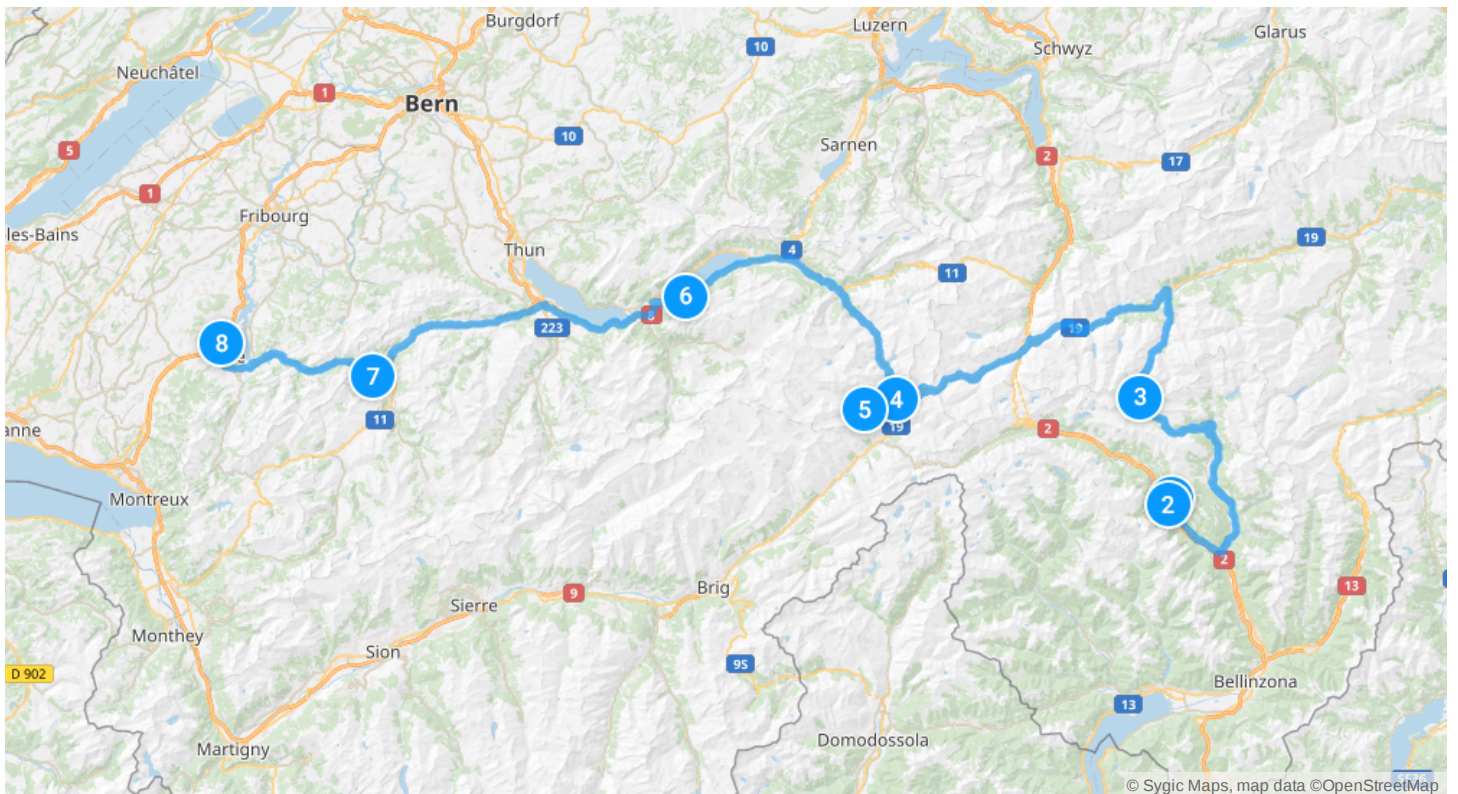 Burgdorf
Luzern
Glarus
10
Schwyz
Neuchâtel
1
Bern
10
5
Sarnen
2
17
1
Fribourg
les-Bains
Thun
4
19
11
6
8
223
19
8
7
3
4
5
11
19
2
anne
Montreux
2
2
13
Brig
9
Sierre
Monthey
Sion
9S
D 902
Bellinzona
13
Martigny
Domodossola
© Sygic Maps, map data ©OpenStreetMap